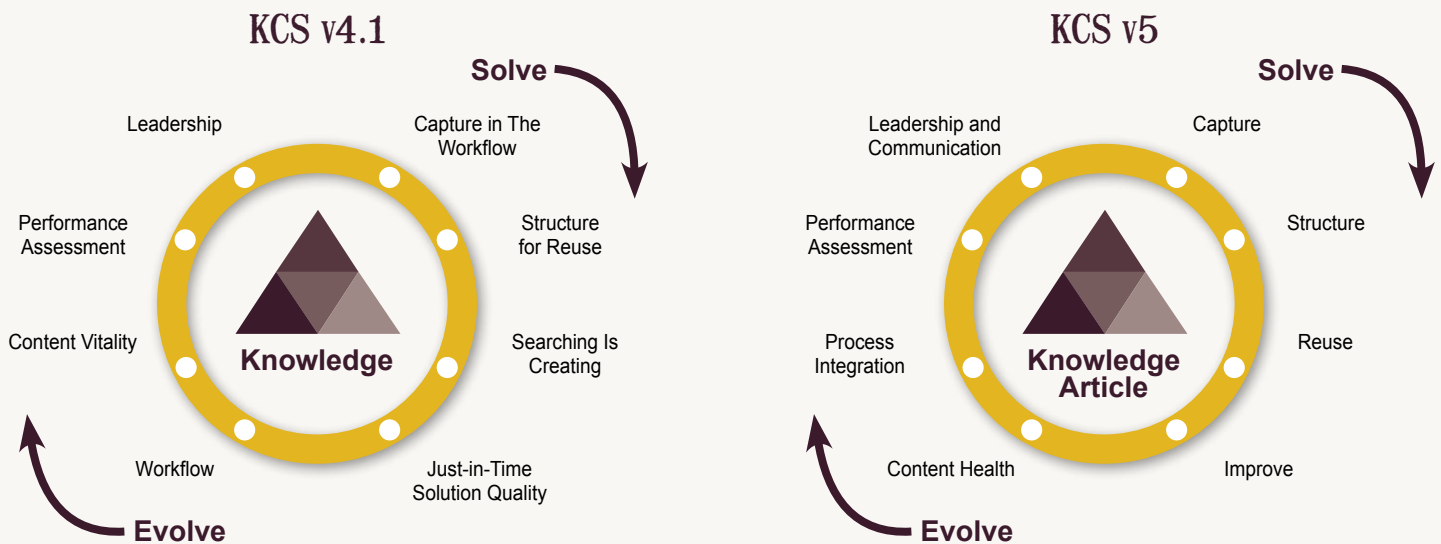 KCS v4.1
Solve
Leadership
Capture in The
Workflow
Performance
Assessment
Structure
for Reuse
Content Vitality
Knowledge
Searching Is
Creating
Workflow
Just-in-Time
Solution Quality
Evolve
KCS v5
Solve
Leadership and
Communication
Capture
Performance
Assessment
Structure
Process
Integration
Knowledge
Article
Reuse
Content Health
Improve
Evolve